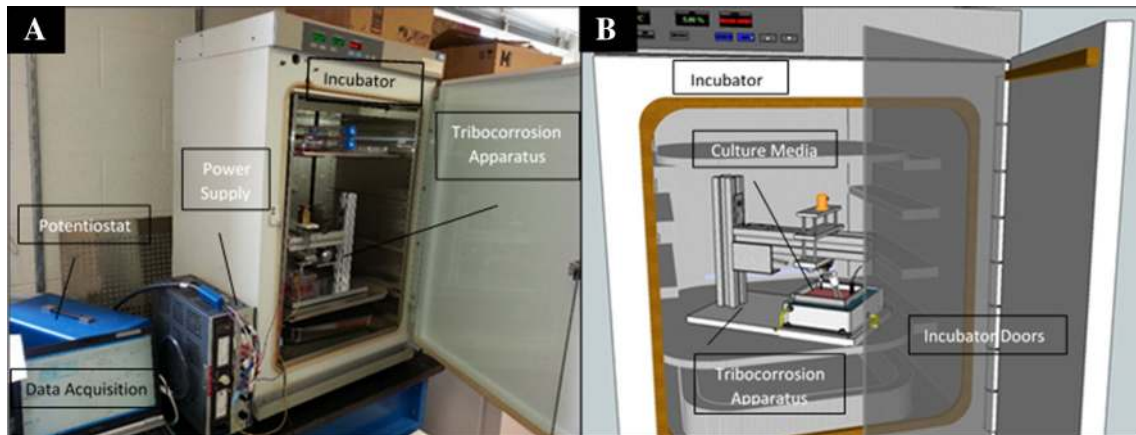 A
Incubator
Tribocorrosion
Apparatus
Power
Supply
Potentiostat
Data Acquisition
B
Incubator
Culture Media
Incubator Doors
Tribocorrosion
Apparatus